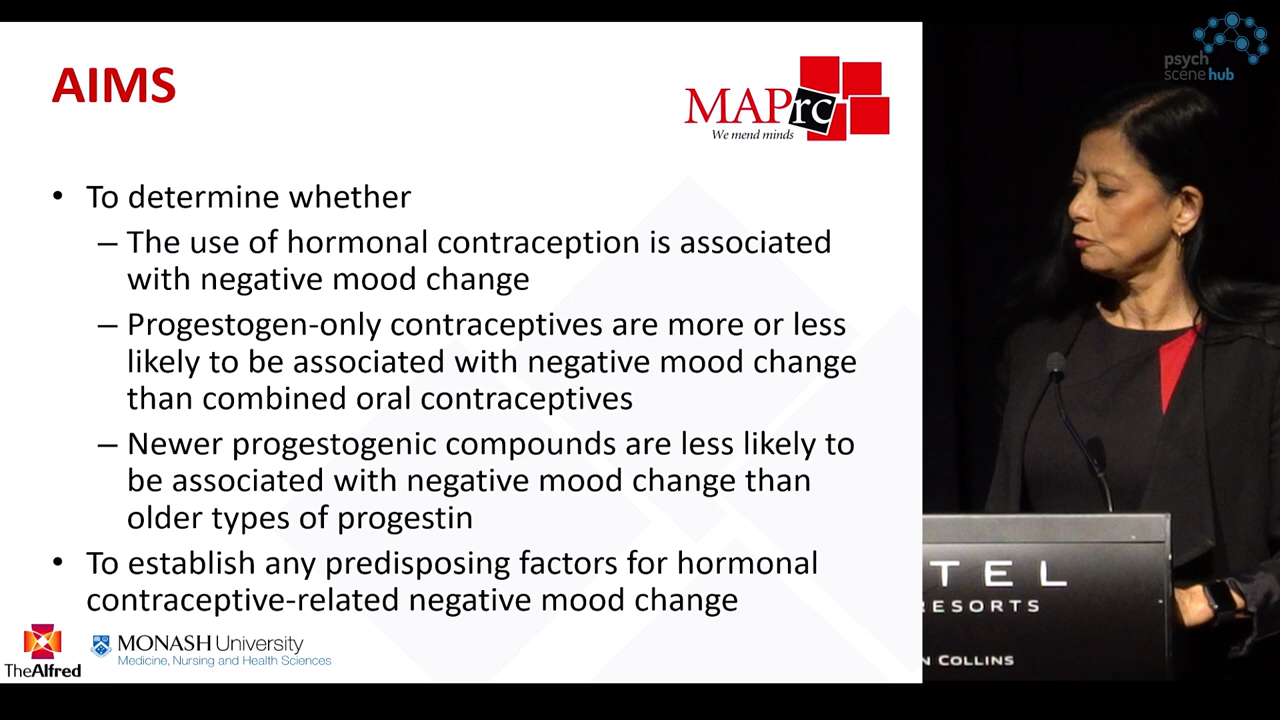 AIMS
MAPrc
We mend minds
• To determine whether
– The use of hormonal contraception is associated
with negative mood change
– Progestogen-only contraceptives are more or less
likely to be associated with negative mood change
than combined oral contraceptives
– Newer progestogenic compounds are less likely to
be associated with negative mood change than
older types of progestin
• To establish any predisposing factors for hormonal
contraceptive-related negative mood change
TheAlfred
MONASH University
Medicine, Nursing and Health Sciences
psych
scene hub
TEL
RESORTS
N COLLINS